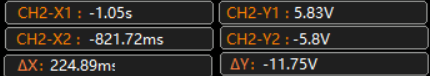 CH2-X1 : -1.05s CH2-Y1 : 5.83V
CH2-X2 : -821.72ms CH2-Y2 : -5.8V
ΔX: 224.89ms ΔY: -11.75V